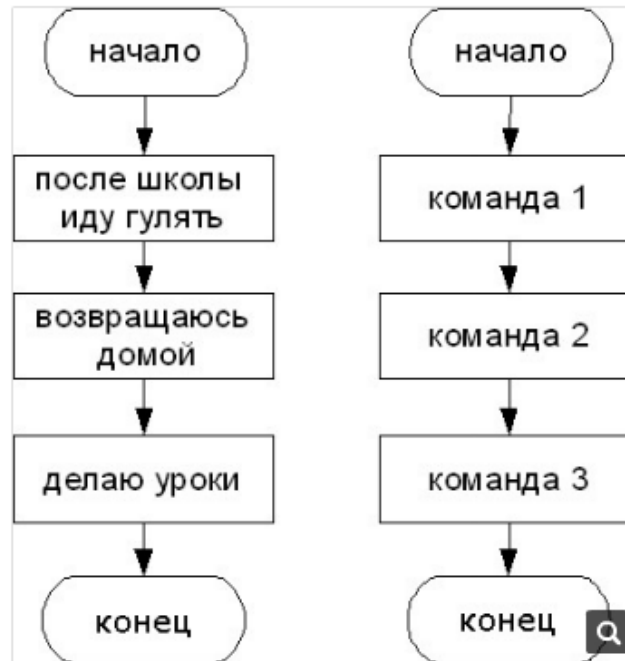 начало
после школы
иду гулять
возвращаюсь
домой
делаю уроки
конец
начало
команда 1
команда 2
команда 3
конец